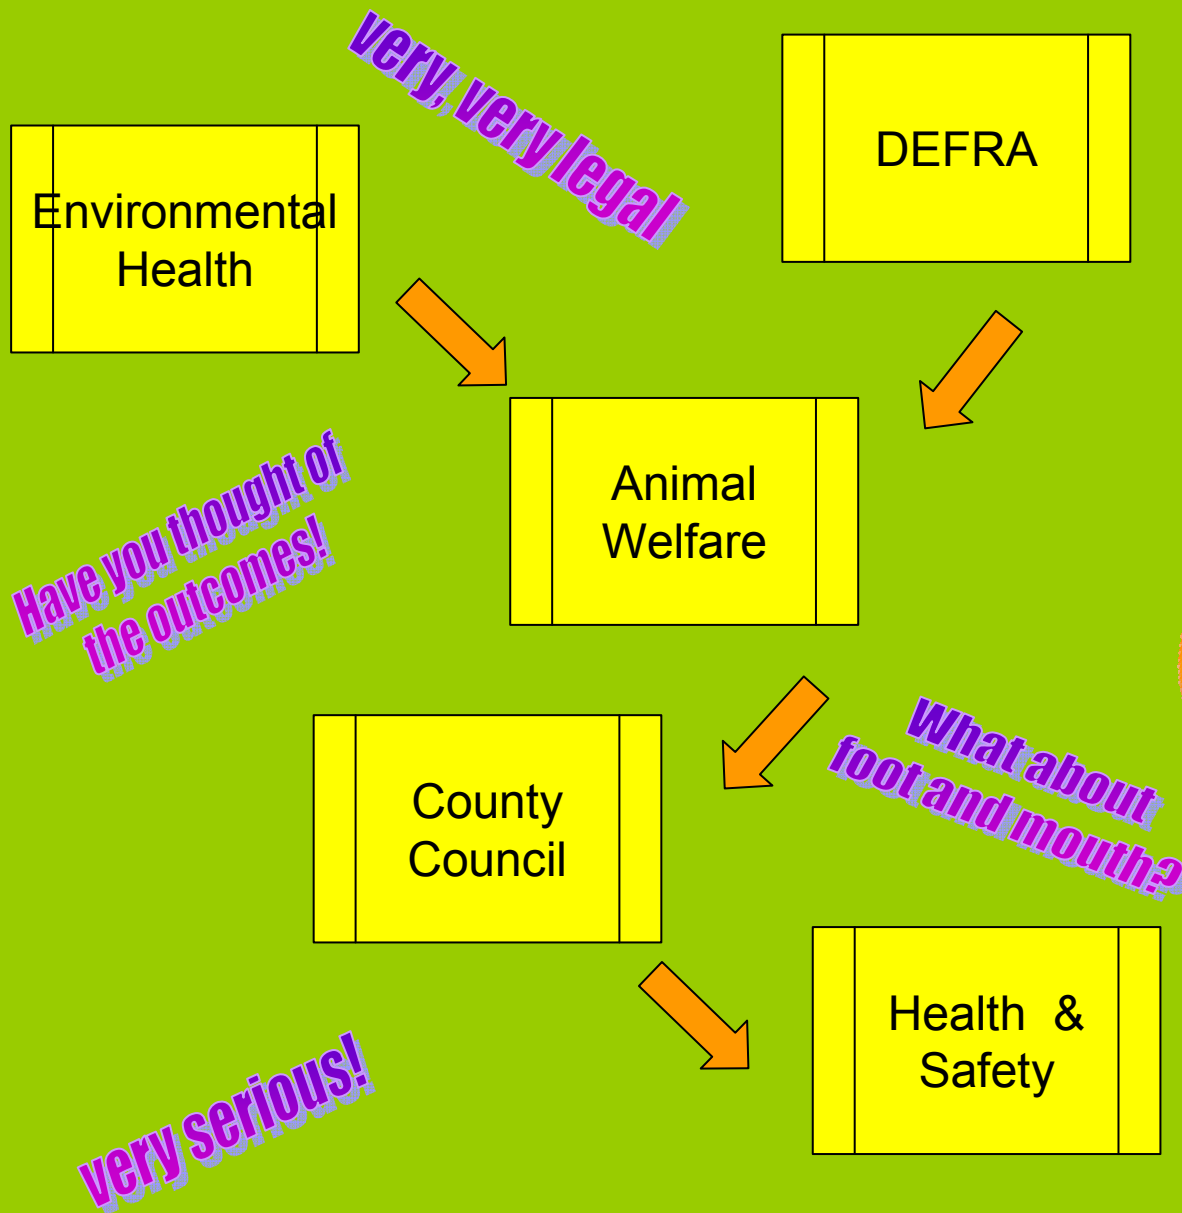 very, very legal
DEFRA
Environmental
Health
Animal
Welfare
Have you thought of
the outcomes!
What about
foot and mouth?
County
Council
Health & 
Safety
very serious!